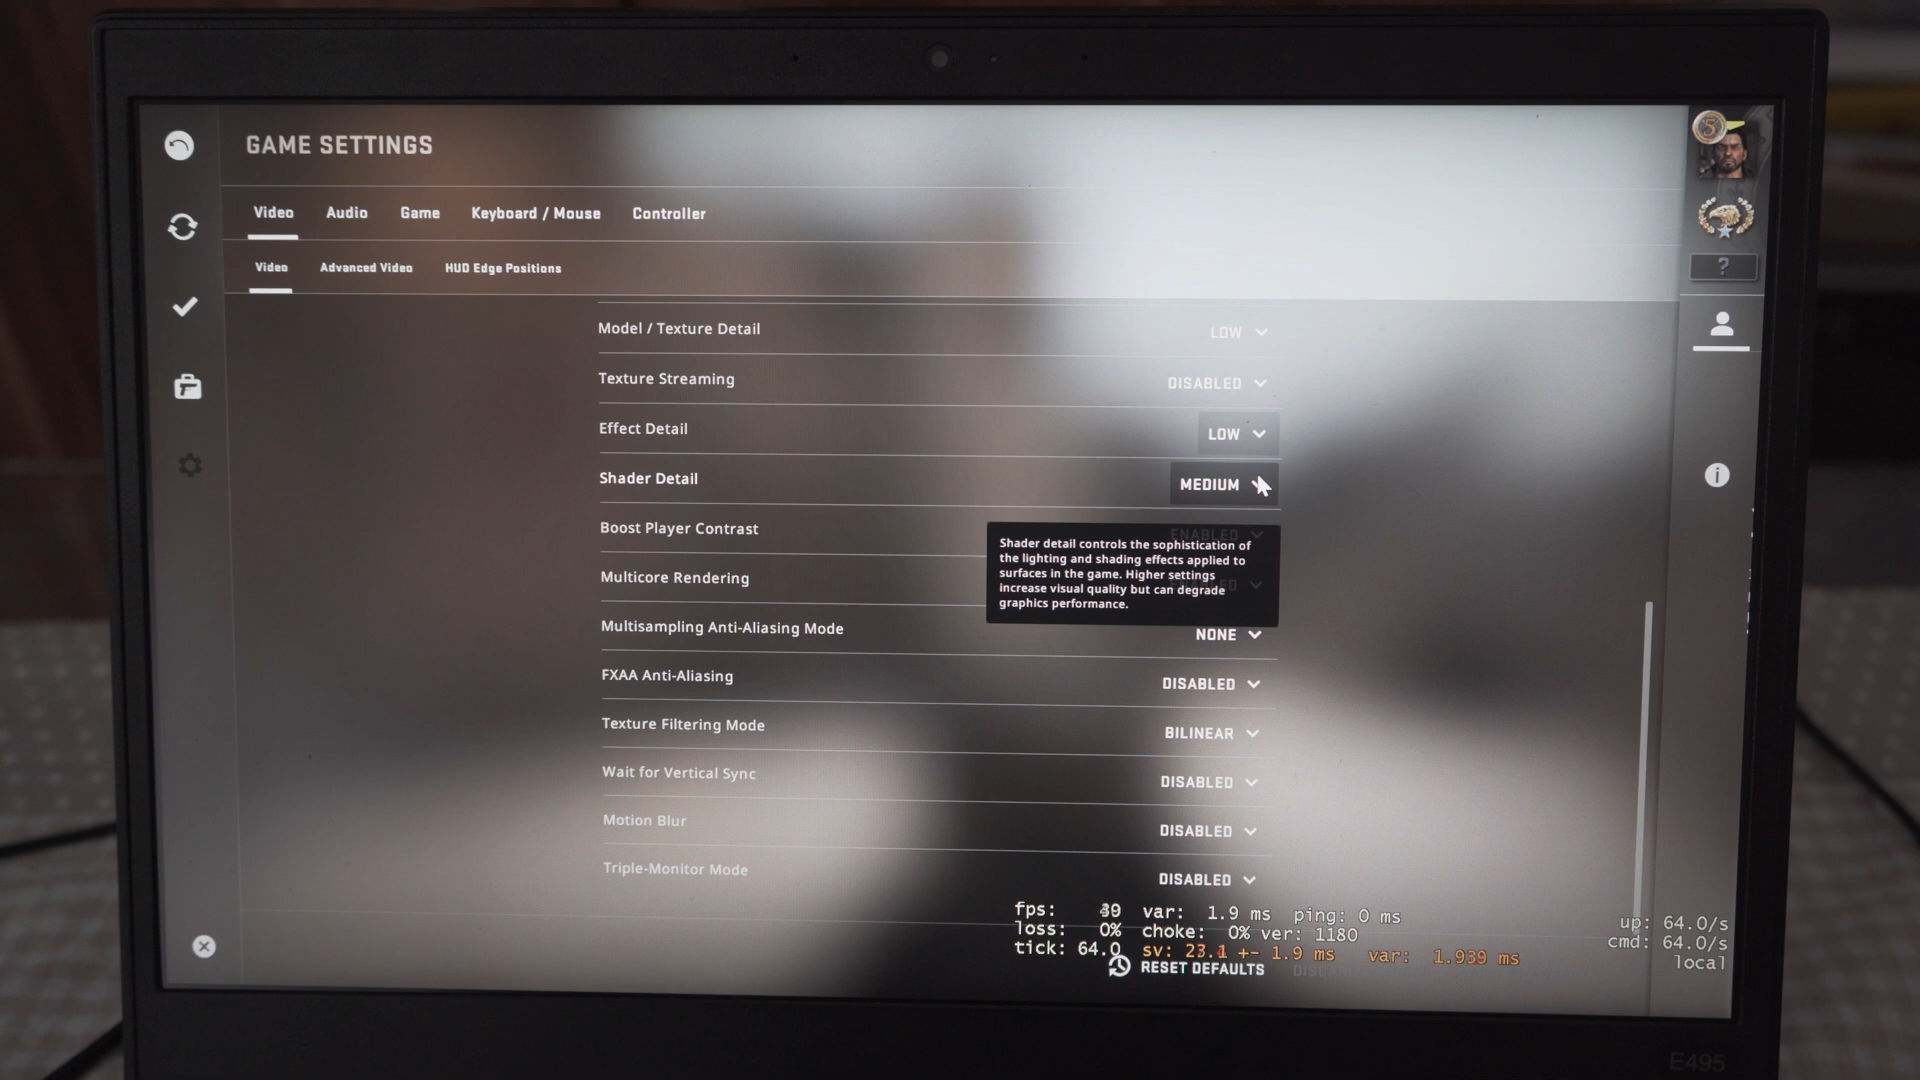 GAME SETTINGS
Video Audio Game Keyboard / Mouse Controller
Video Advanced Video HUD Edge Positions
?
Model / Texture Detail LOW
Texture Streaming DISABLED
Effect Detail LOW
Shader Detail MEDIUM
Boost Player Contrast ENABLED
Shader detail controls the sophistication of
the lighting and shading effects applied to
surfaces in the game. Higher settings
increase visual quality but can degrade
graphics performance.
Multicore Rendering
Multisampling Anti-Aliasing Mode NONE
FXAA Anti-Aliasing DISABLED
Texture Filtering Mode BILINEAR
Wait for Vertical Sync DISABLED
Motion Blur DISABLED
Triple-Monitor Mode DISABLED
fps: 39 var: 1.9 ms ping: 0 ms
loss: 0% choke: 0% ver: 1180
tick: 64.0 sv: 23.1 +- 1.9 ms var: 1.939 ms
up: 64.0/s
cmd: 64.0/s
local
RESET DEFAULTS
E495